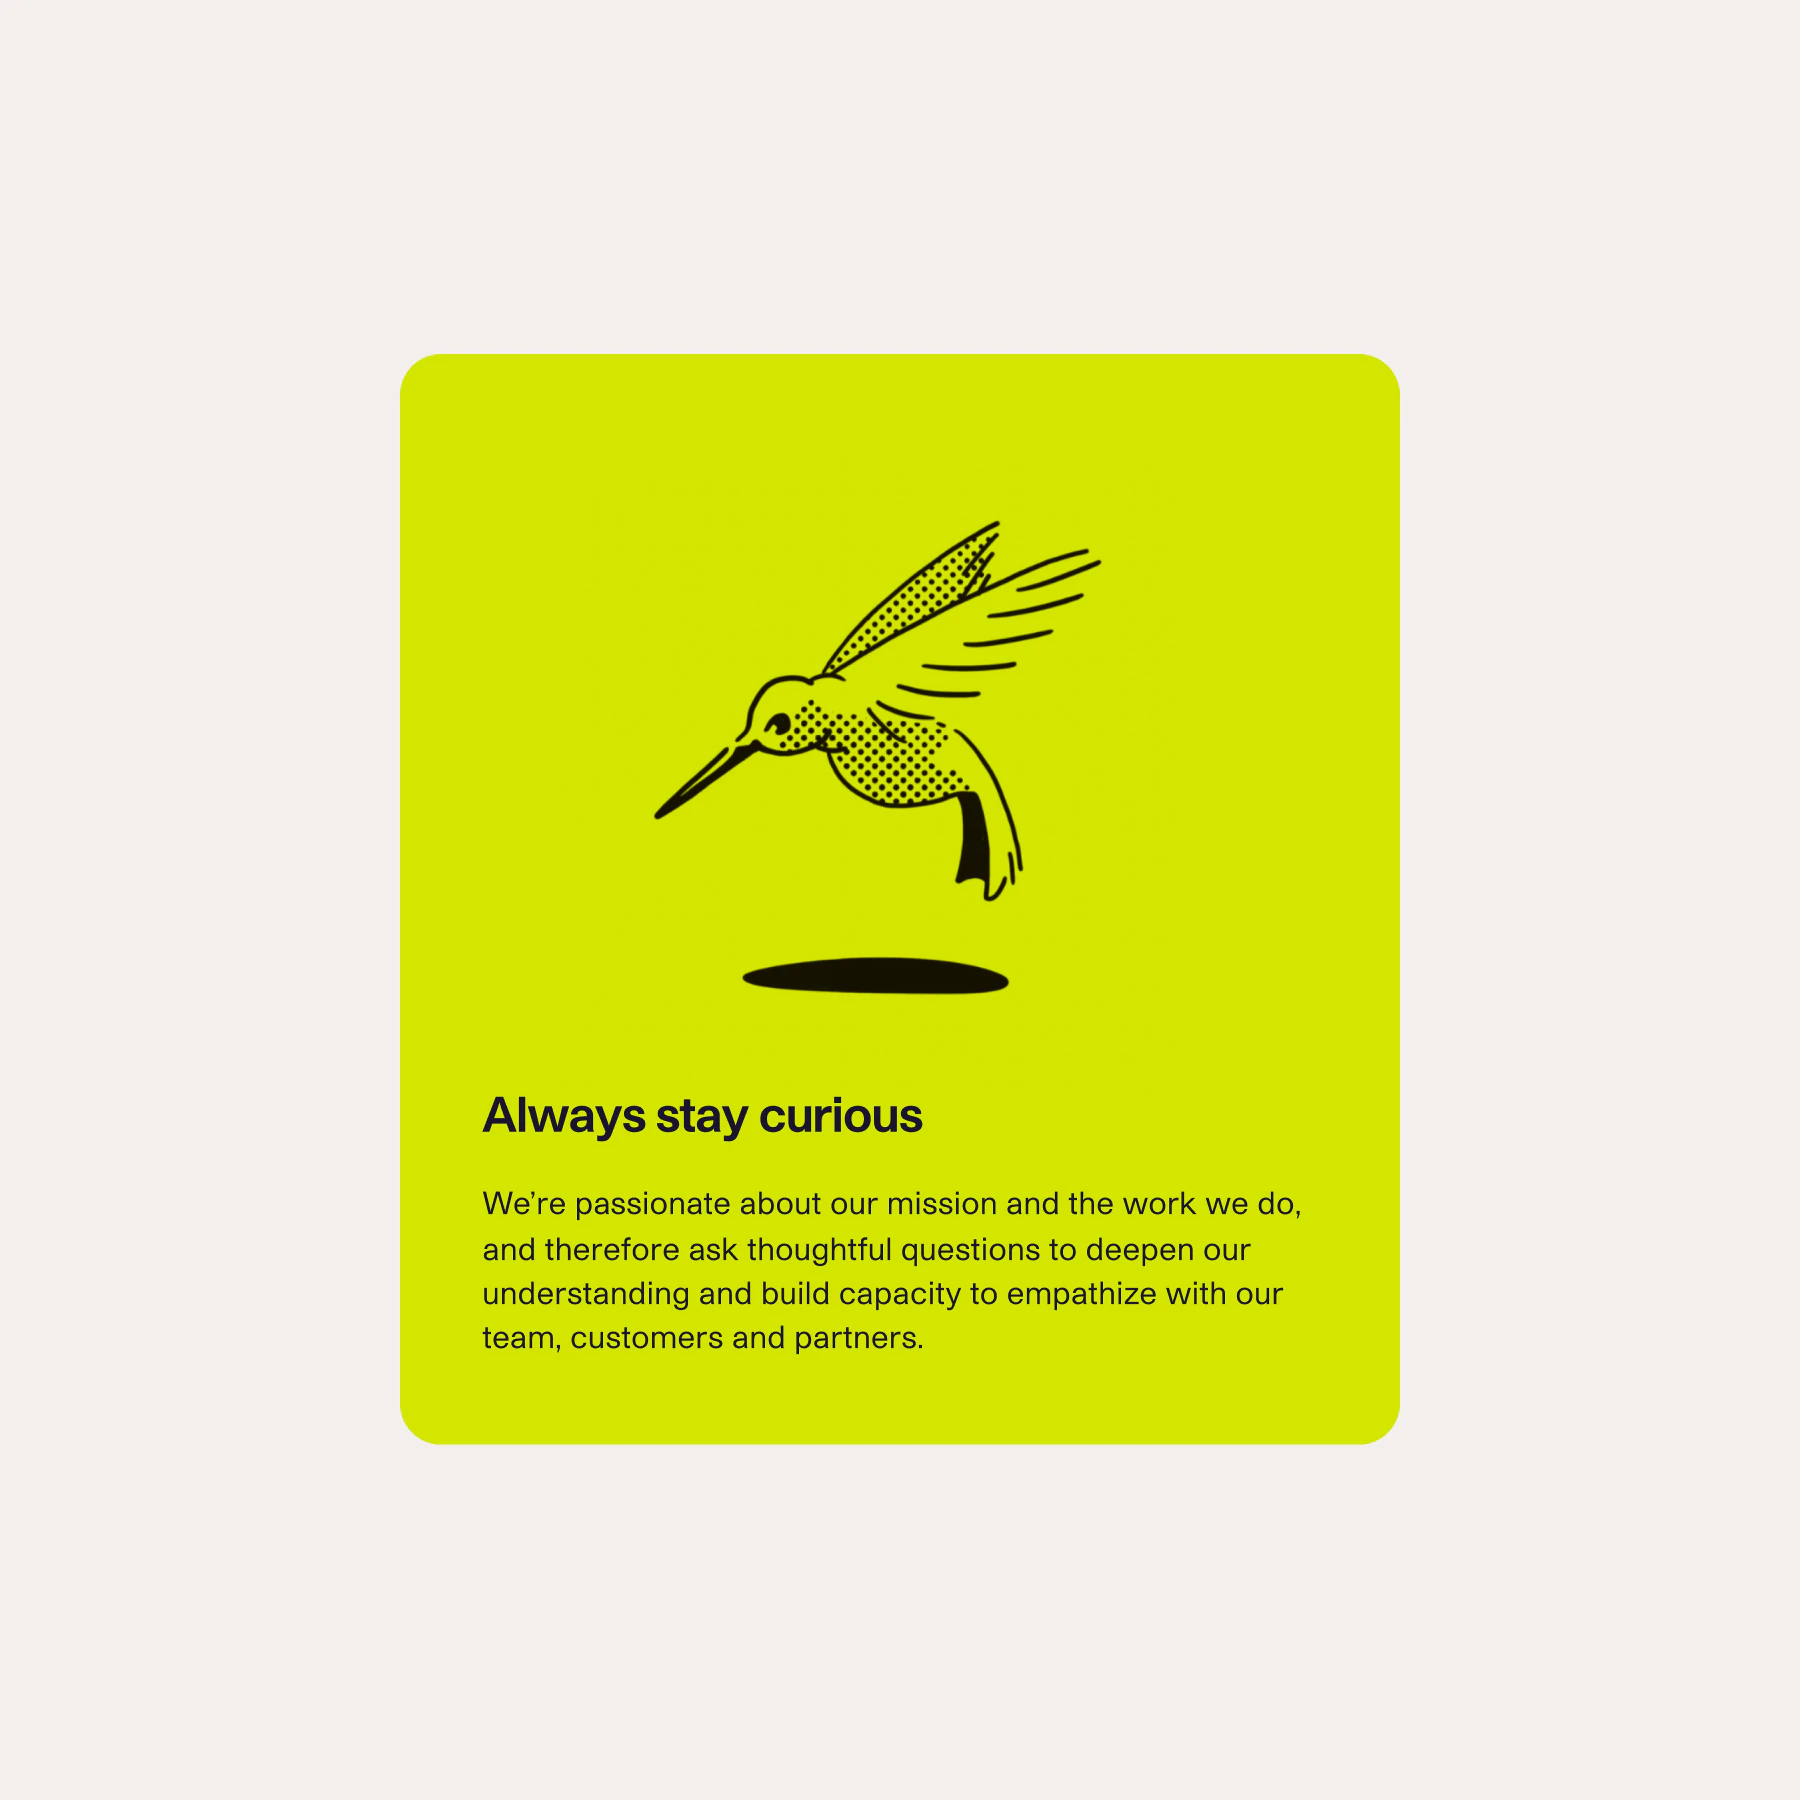 Always stay curious
We’re passionate about our mission and the work we do,
and therefore ask thoughtful questions to deepen our
understanding and build capacity to empathize with our
team, customers and partners.